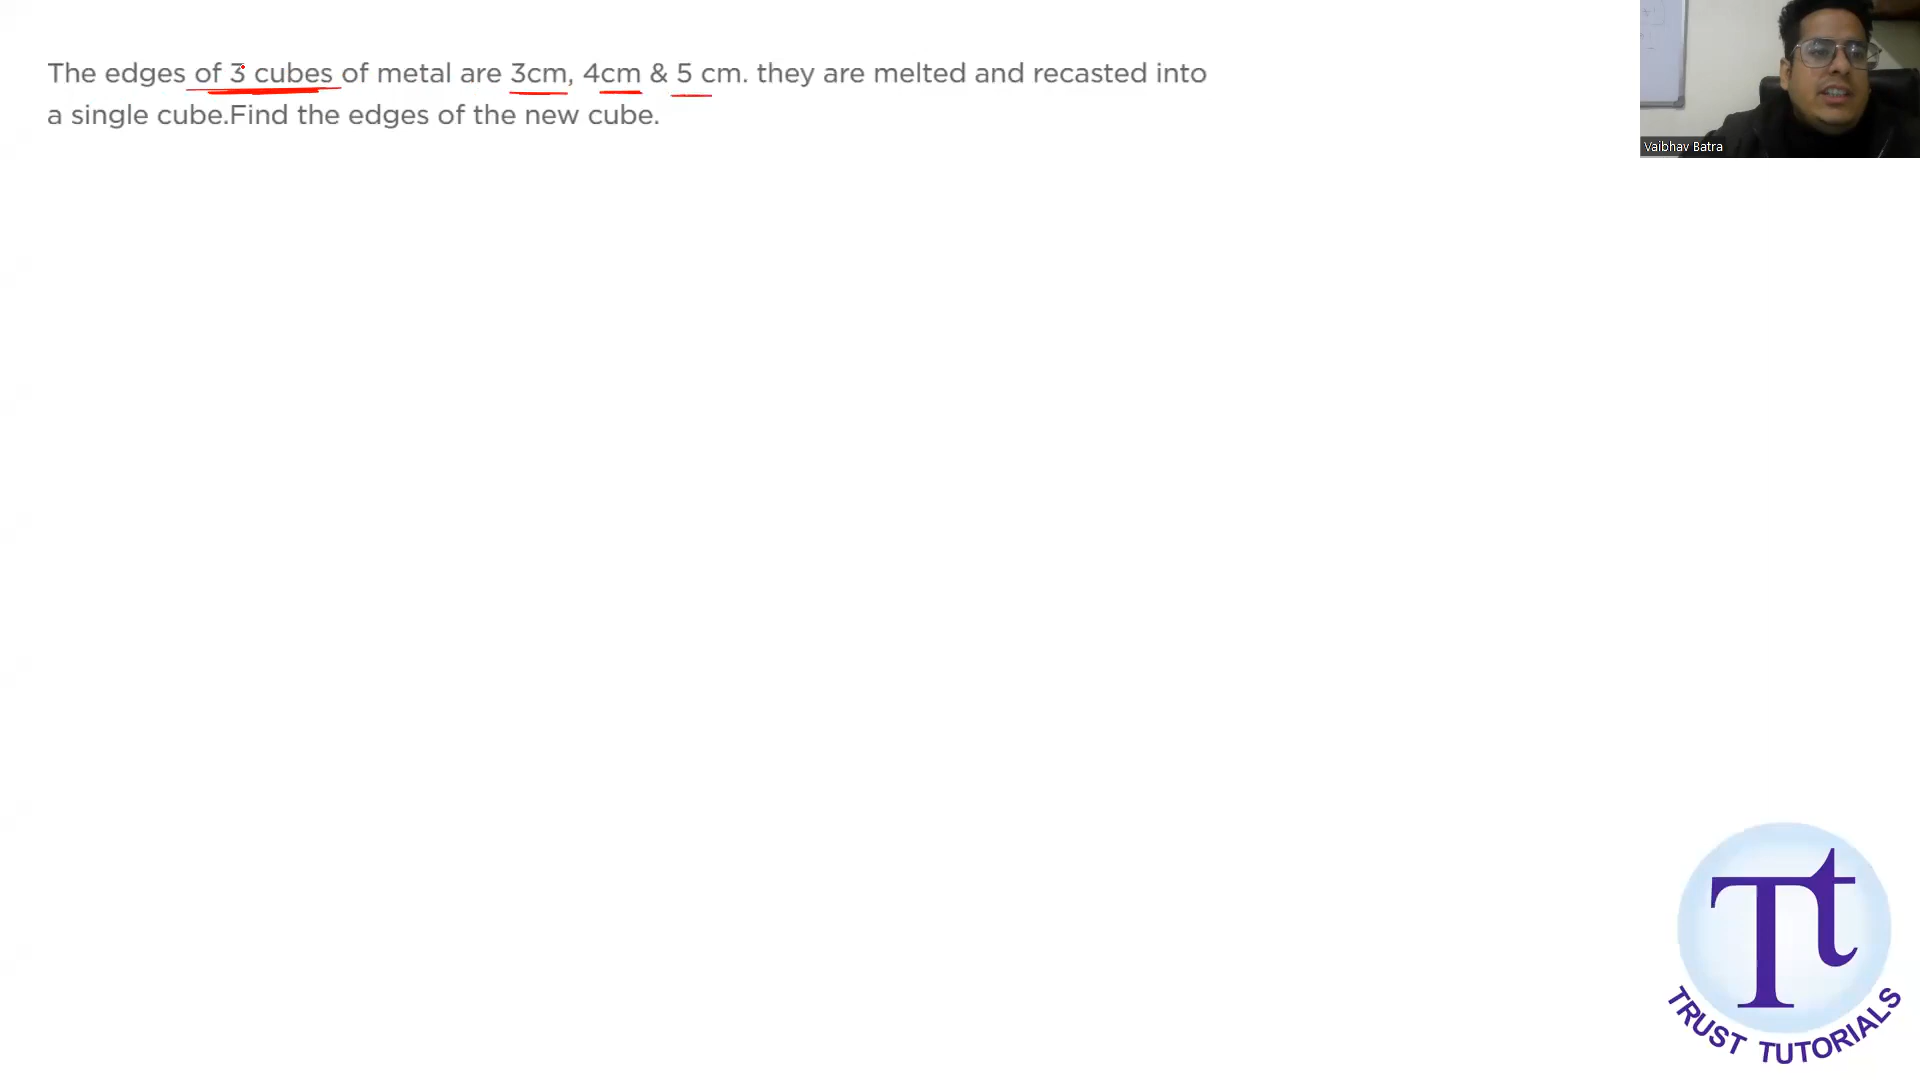 The edges of 3 cubes of metal are 3cm, 4cm & 5 cm. they are melted and recasted into
a single cube.Find the edges of the new cube.
Vaibhav Batra
Tt
TRUST TUTORIALS